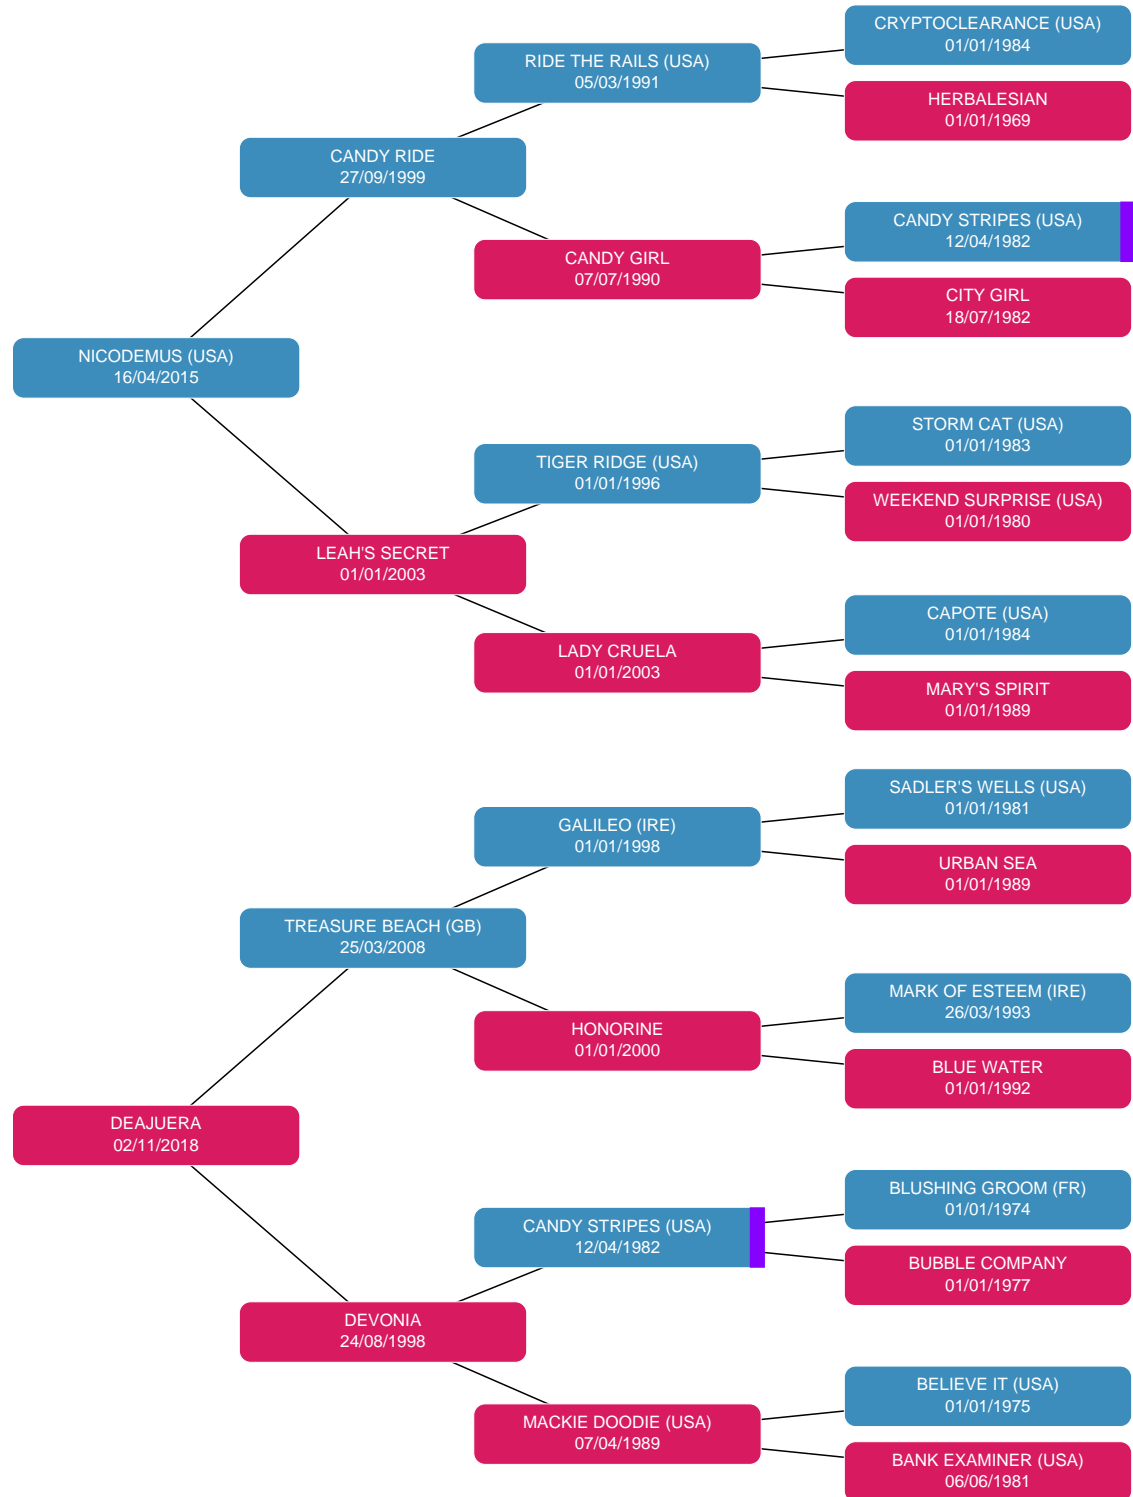 CRYPTOCLEARANCE (USA)
01/01/1984
RIDE THE RAILS (USA)
05/03/1991
HERBALESIAN
01/01/1969
CANDY RIDE
27/09/1999
CANDY STRIPES (USA)
12/04/1982
CANDY GIRL
07/07/1990
CITY GIRL
18/07/1982
NICODEMUS (USA)
16/04/2015
STORM CAT (USA)
01/01/1983
TIGER RIDGE (USA)
01/01/1996
WEEKEND SURPRISE (USA)
01/01/1980
LEAH'S SECRET
01/01/2003
CAPOTE (USA)
01/01/1984
LADY CRUELA
01/01/2003
MARY'S SPIRIT
01/01/1989
SADLER'S WELLS (USA)
01/01/1981
GALILEO (IRE)
01/01/1998
URBAN SEA
01/01/1989
TREASURE BEACH (GB)
25/03/2008
MARK OF ESTEEM (IRE)
26/03/1993
HONORINE
01/01/2000
BLUE WATER
01/01/1992
DEAJUERA
02/11/2018
BLUSHING GROOM (FR)
01/01/1974
CANDY STRIPES (USA)
12/04/1982
BUBBLE COMPANY
01/01/1977
DEVONIA
24/08/1998
BELIEVE IT (USA)
01/01/1975
MACKIE DOODIE (USA)
07/04/1989
BANK EXAMINER (USA)
06/06/1981